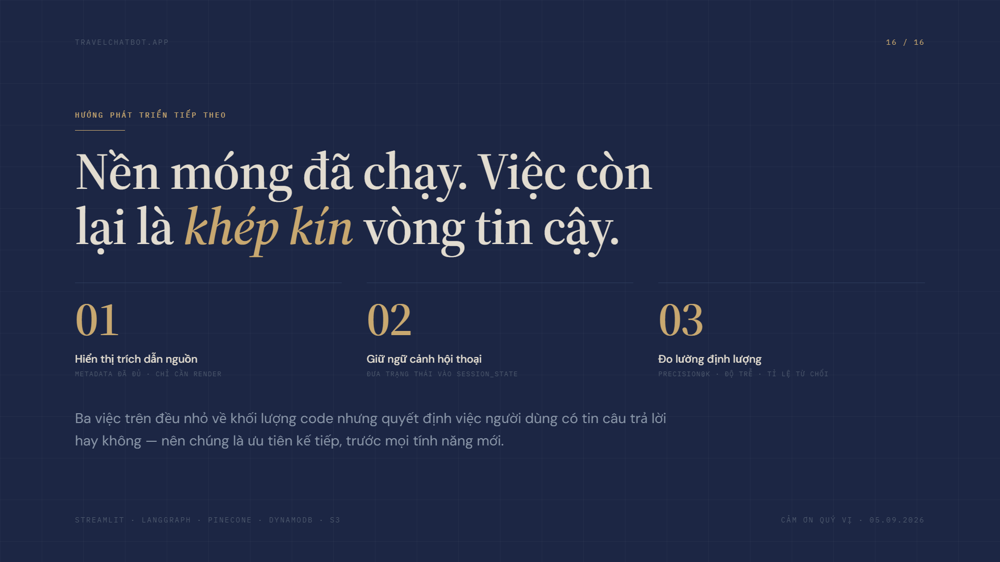 TRAVELCHATBOT.APP
16 / 16
HƯỚNG PHÁT TRIỂN TIẾP THEO
Nền móng đã chạy. Việc còn
lại là khép kín vòng tin cậy.
01
Hiển thị trích dẫn nguồn
METADATA ĐÃ ĐỦ · CHỈ CẦN RENDER
02
Giữ ngữ cảnh hội thoại
ĐƯA TRẠNG THÁI VÀO SESSION_STATE
03
Đo lường định lượng
PRECISION@K · ĐỘ TRỄ · TỈ LỆ TỪ CHỐI
Ba việc trên đều nhỏ về khối lượng code nhưng quyết định việc người dùng có tin câu trả lời
hay không — nên chúng là ưu tiên kế tiếp, trước mọi tính năng mới.
STREAMLIT · LANGGRAPH · PINECONE · DYNAMODB · S3
CẢM ƠN QUÝ VỊ · 05.09.2026